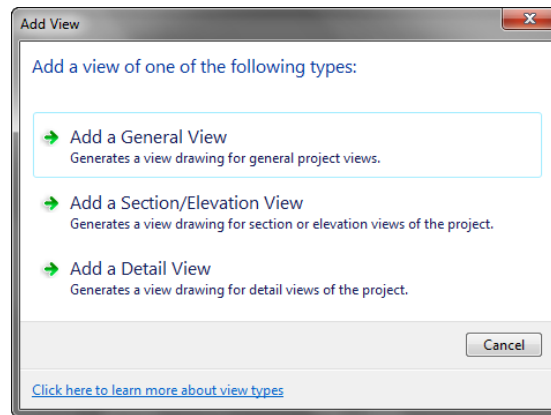 Add View
Add a view of one of the following types:
Add a General View
Generates a view drawing for general project views.
Add a Section/Elevation View
Generates a view drawing for section or elevation views of the project.
Add a Detail View
Generates a view drawing for detail views of the project.
Cancel
Click here to learn more about view types